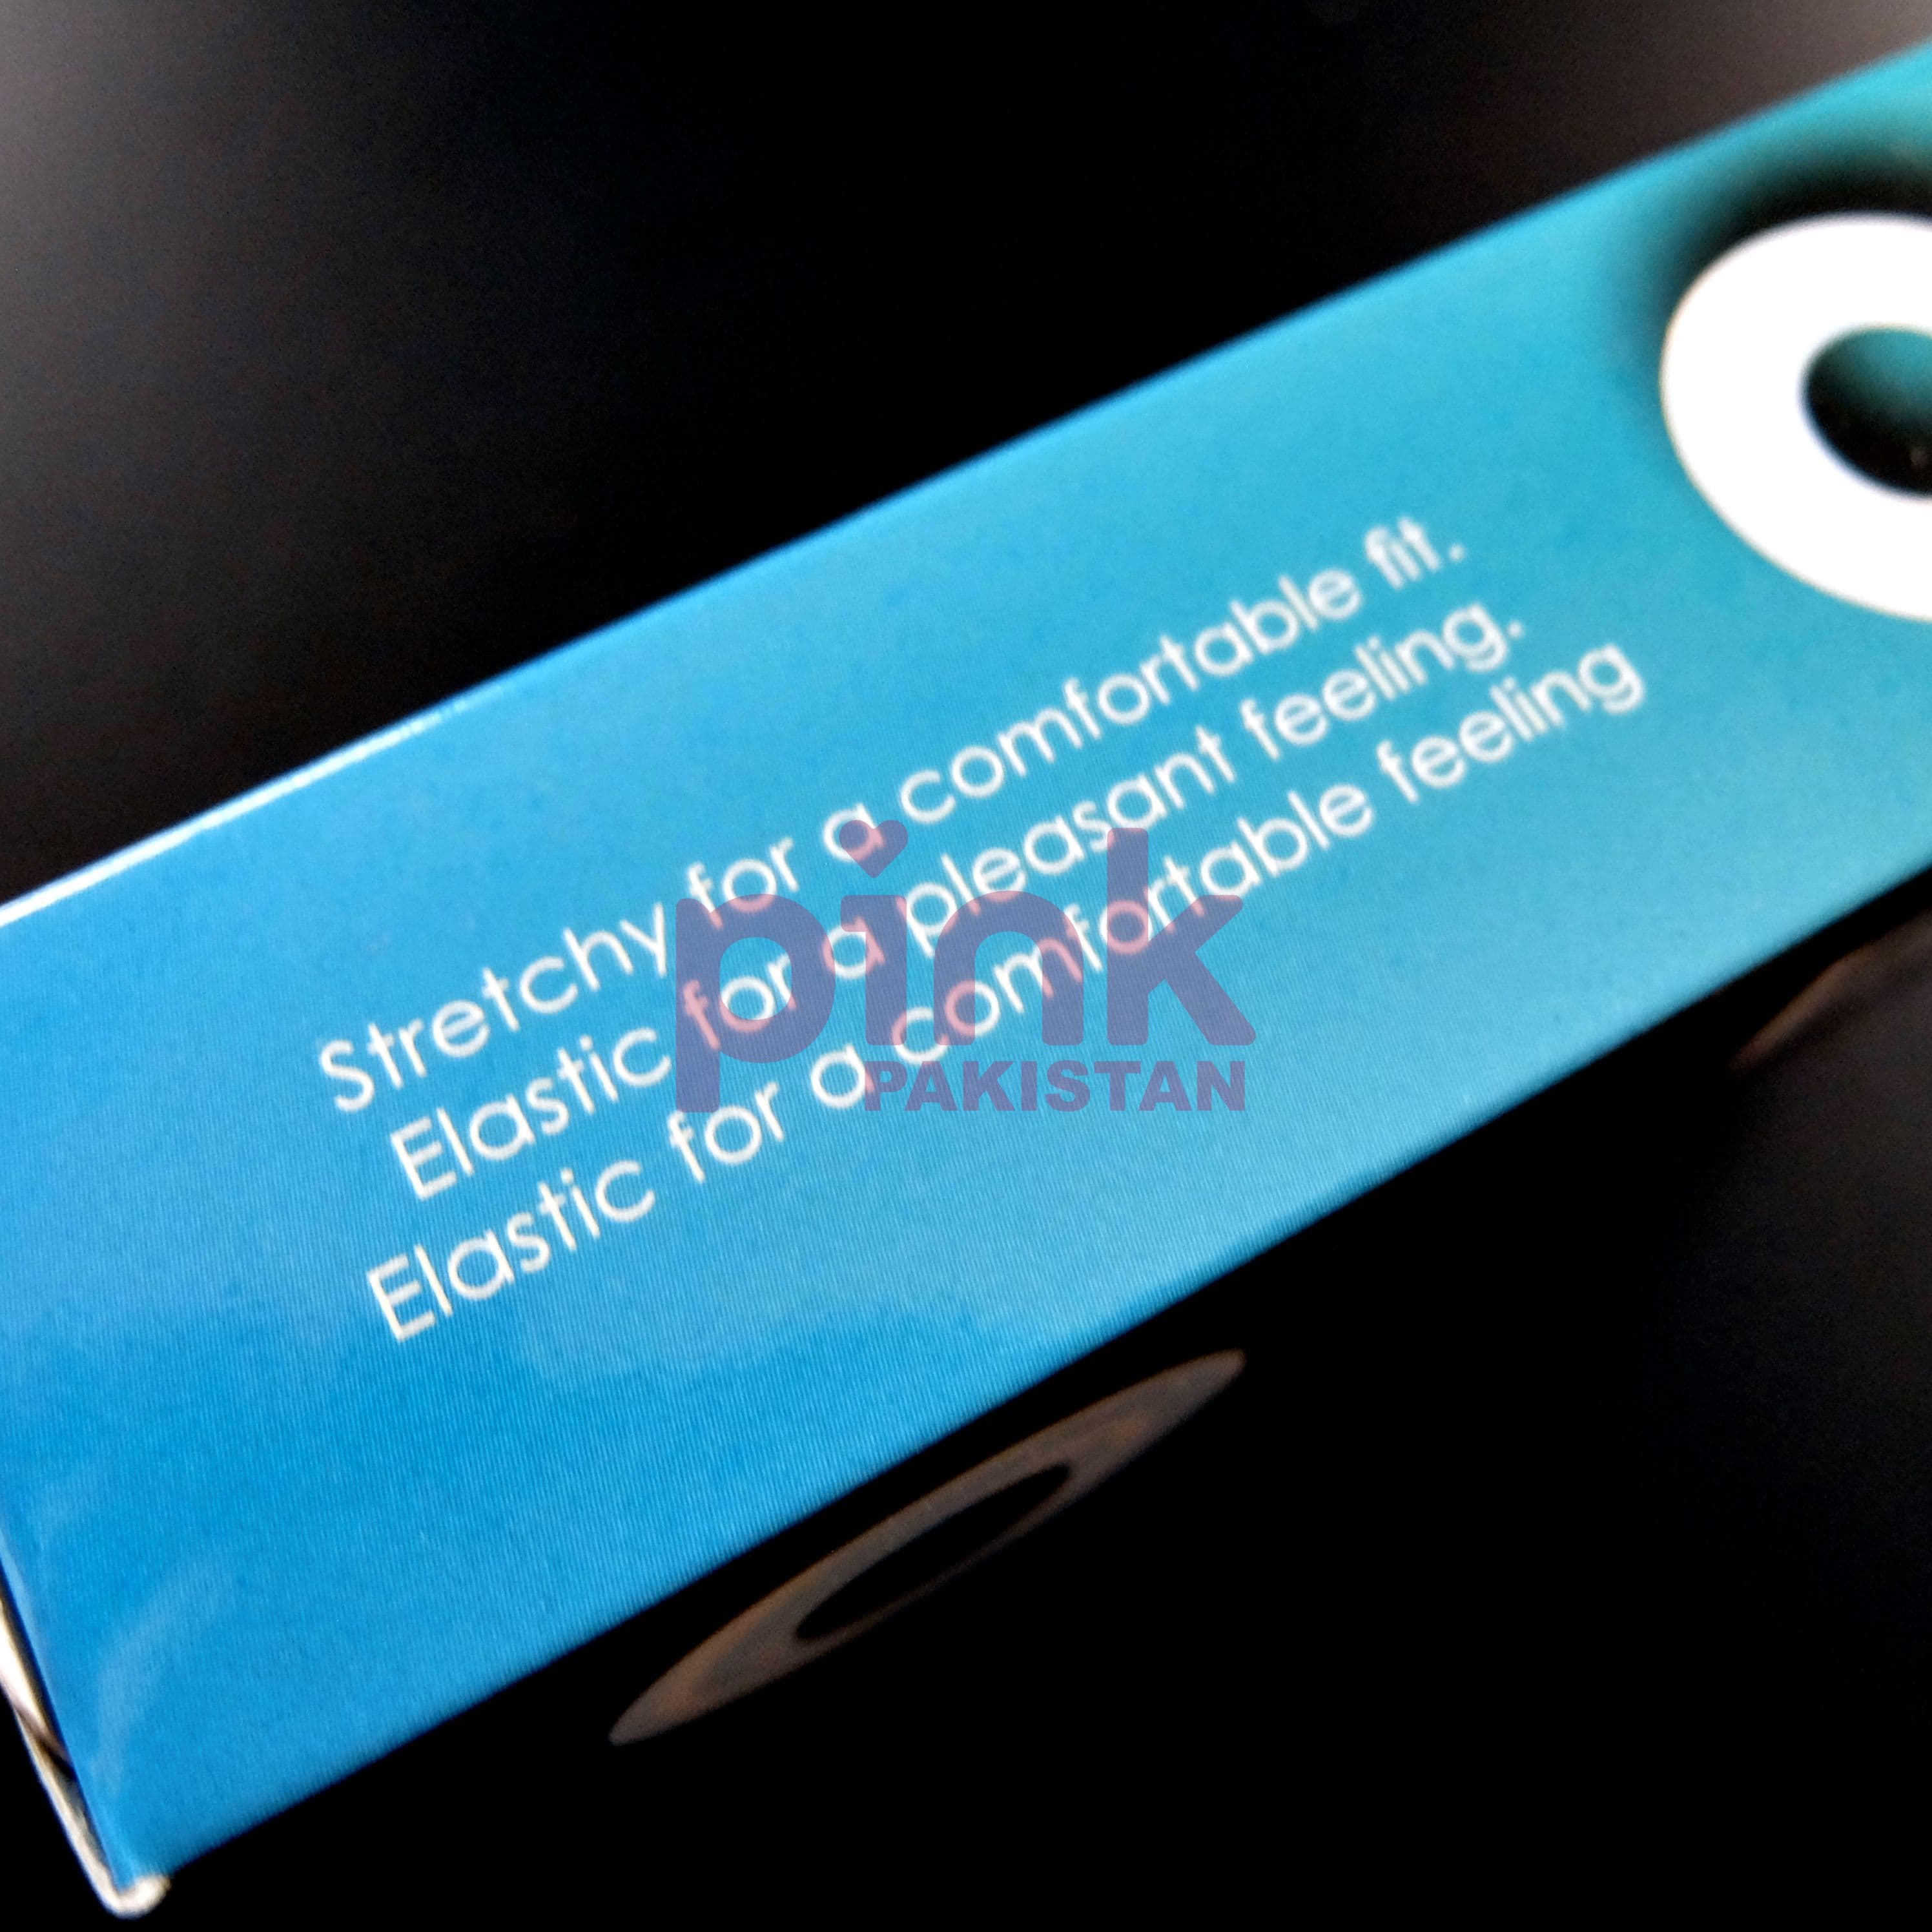 Stretchy for a comfortable fit.
Elastic for a pleasant feeling.
Elastic for a comfortable feeling
pink
PAKISTAN